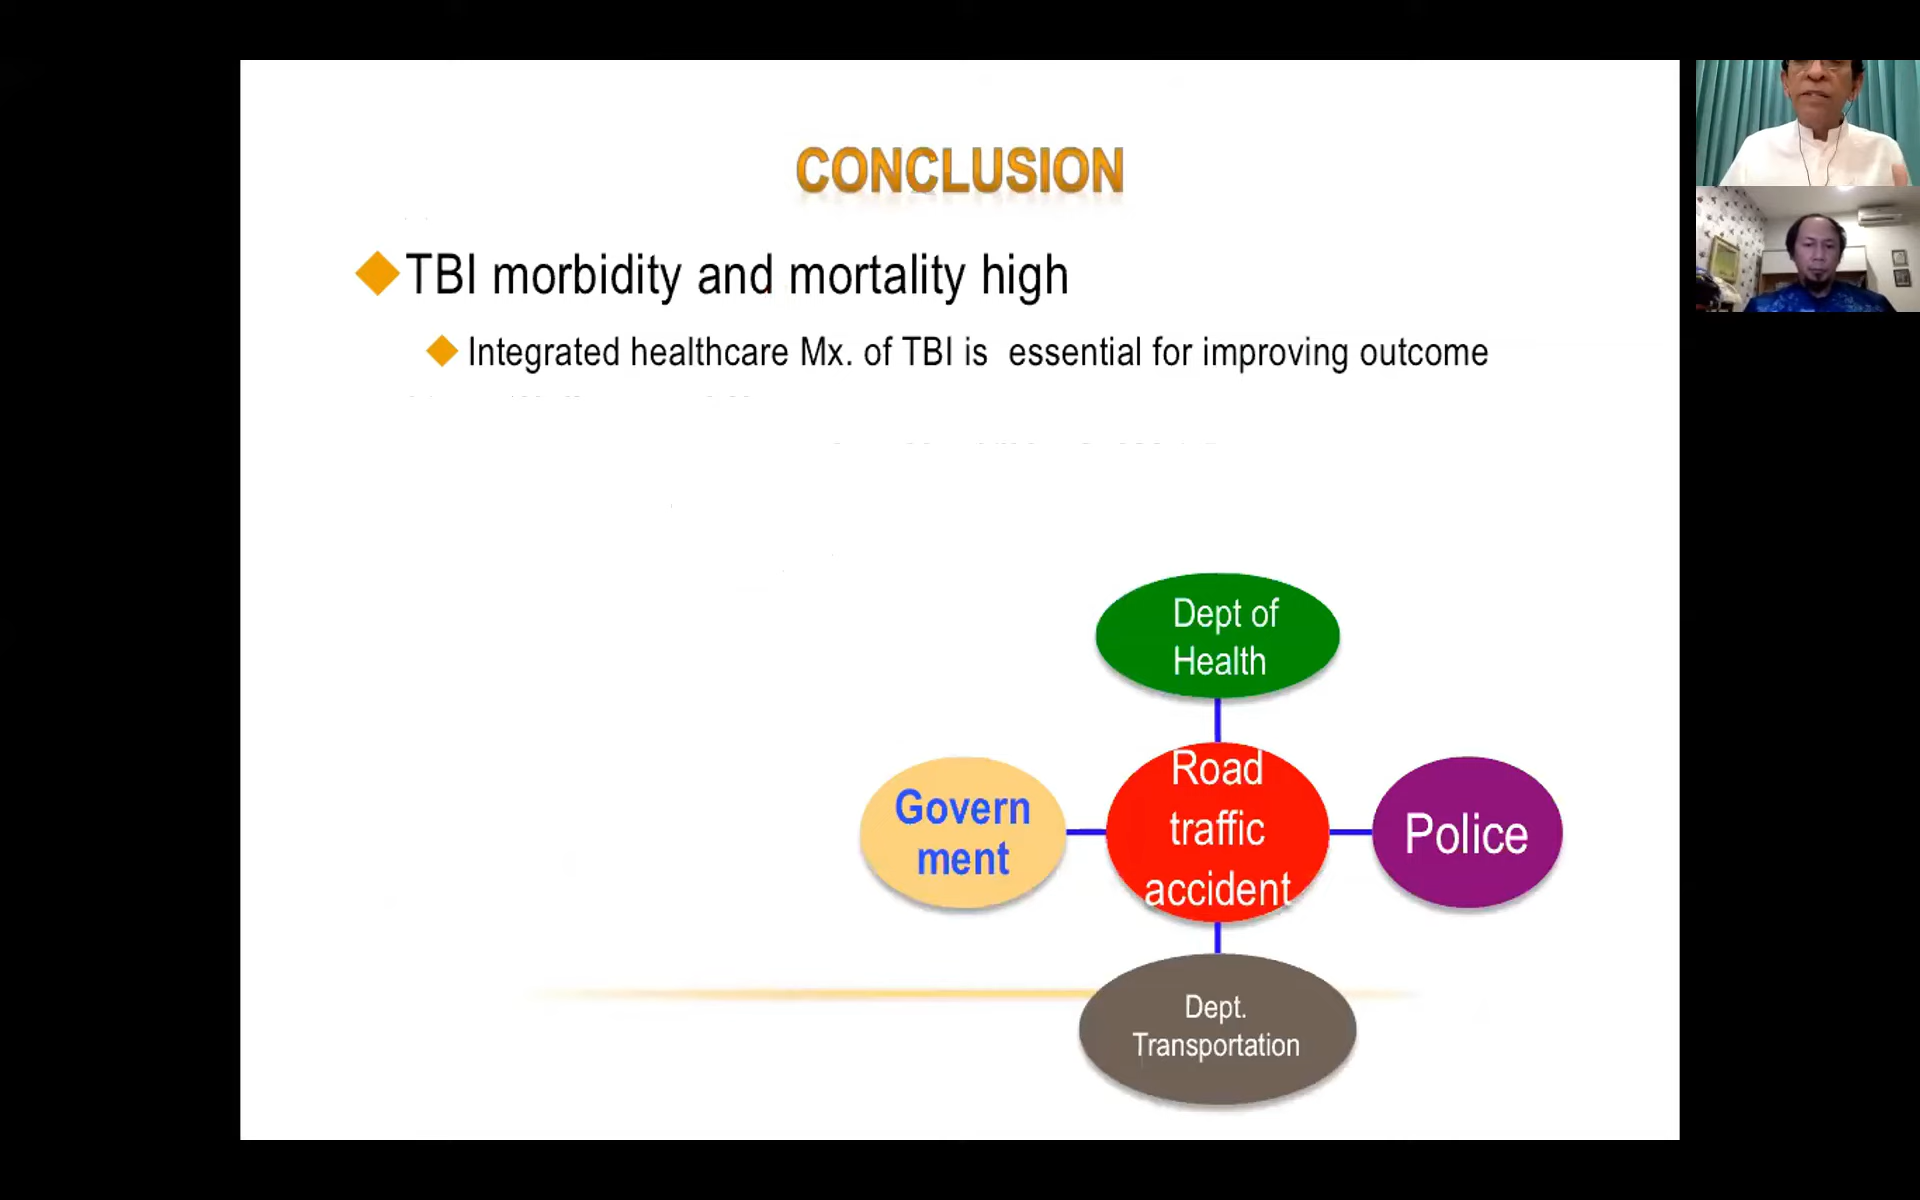 CONCLUSION
TBI morbidity and mortality high
Integrated healthcare Mx. of TBI is essential for improving outcome
Dept of
Health
Govern
ment
Road
traffic
accident
Police
Dept.
Transportation